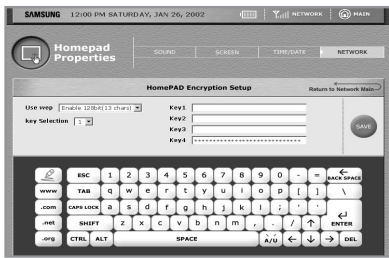 SAMSUNG 12:00 PM SATURDAY, JAN 26, 2002 NETWORK MAIN
Homepad
Properties
SOUND SCREEN TIME/DATE NETWORK
HomePAD Encryption Setup
Return to Network Main
Use wep Enable 128bit(13 chars) Key1
key Selection 1 Key2
Key3
Key4 ****************************
SAVE
ESC 1 2 3 4 5 6 7 8 9 0 - = BACK SPACE
www TAB q w e r t y u i o p [ ] \
.com CAPS LOCK a s d f g h j k l ; '
.net SHIFT z x c v b n m , . / ↑ ENTER
.org CTRL ALT SPACE À/Ü ← ↓ → DEL